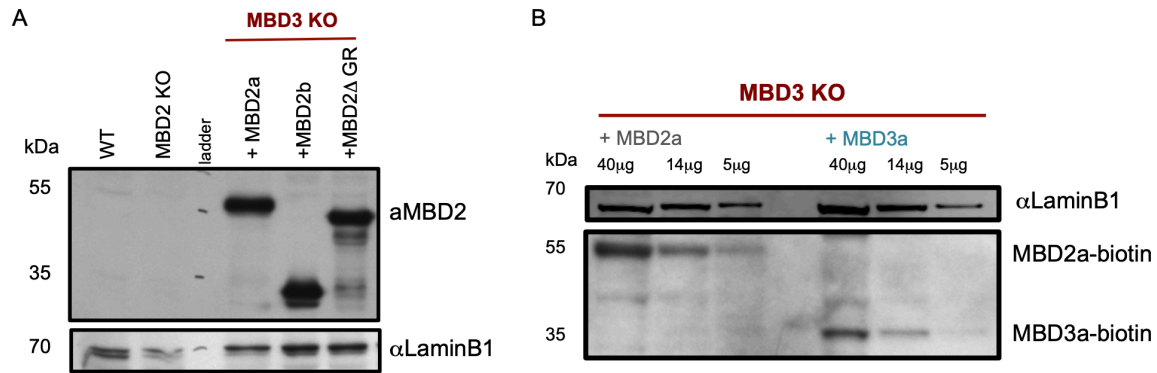 A
MBD3 KO
kDa
WT
MBD2 KO
ladder
+ MBD2a
+MBD2b
+MBD2Δ GR
55
aMBD2
35
70
αLaminB1
B
MBD3 KO
+ MBD2a
+ MBD3a
kDa
40µg 14µg 5µg 40µg 14µg 5µg
70
αLaminB1
55
MBD2a-biotin
35
MBD3a-biotin